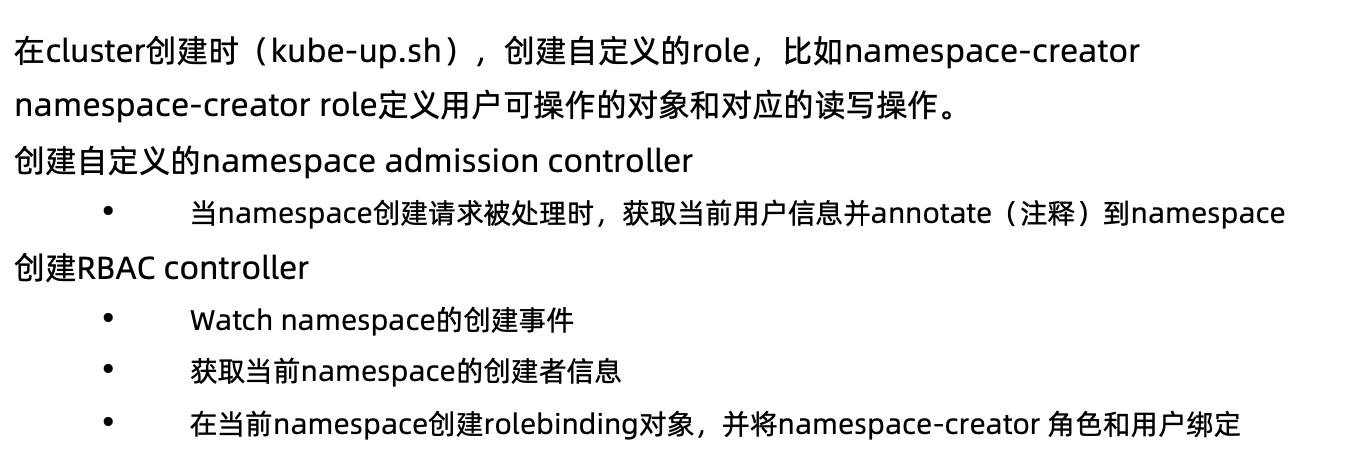 在cluster创建时（kube-up.sh），创建自定义的role，比如namespace-creator
namespace-creator role定义用户可操作的对象和对应的读写操作。
创建自定义的namespace admission controller
• 当namespace创建请求被处理时，获取当前用户信息并annotate（注释）到namespace
创建RBAC controller
• Watch namespace的创建事件
• 获取当前namespace的创建者信息
• 在当前namespace创建rolebinding对象，并将namespace-creator 角色和用户绑定